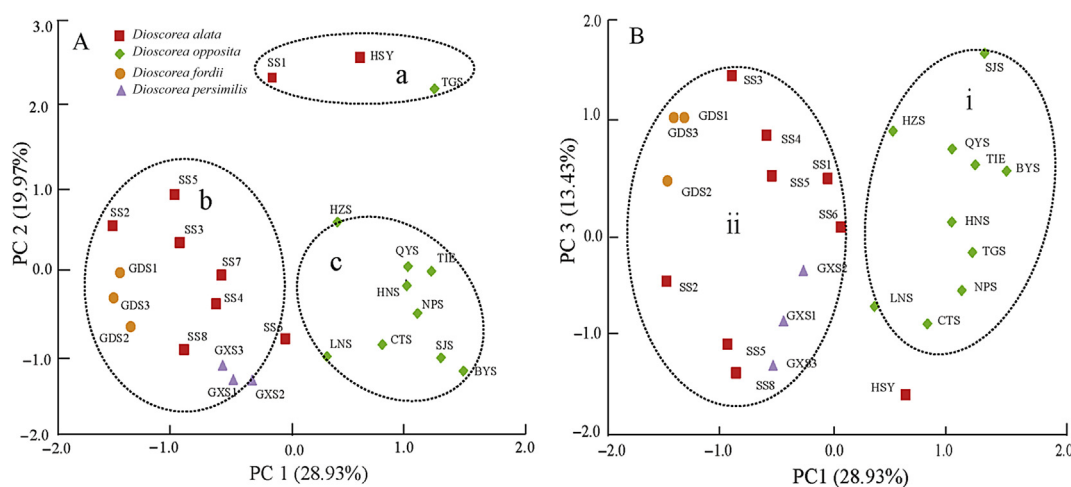 A
Dioscorea alata
Dioscorea opposita
Dioscorea fordii
Dioscorea persimilis
3.0
2.0
1.0
0.0
-1.0
-2.0
PC 2 (19.97%)
SS1
HSY
TGS
a
SS5
b
SS2
SS3
SS7
GDS1
GDS3
SS4
GDS2
SS8
GXS3
GXS1
GXS2
SS6
HZS
c
QYS
TIE
HNS
NPS
LNS
CTS
SJS
BYS
-2.0
-1.0
0.0
1.0
2.0
PC 1 (28.93%)
B
2.0
1.0
0.0
-1.0
-2.0
PC 3 (13.43%)
SS3
GDS1
GDS3
SS4
SS1
SS5
GDS2
SS6
ii
GXS2
SS2
GXS1
SS5
GXS3
SS8
SJS
i
HZS
QYS
TIE
BYS
HNS
TGS
NPS
LNS
CTS
HSY
-2.0
-1.0
0.0
1.0
2.0
PC1 (28.93%)